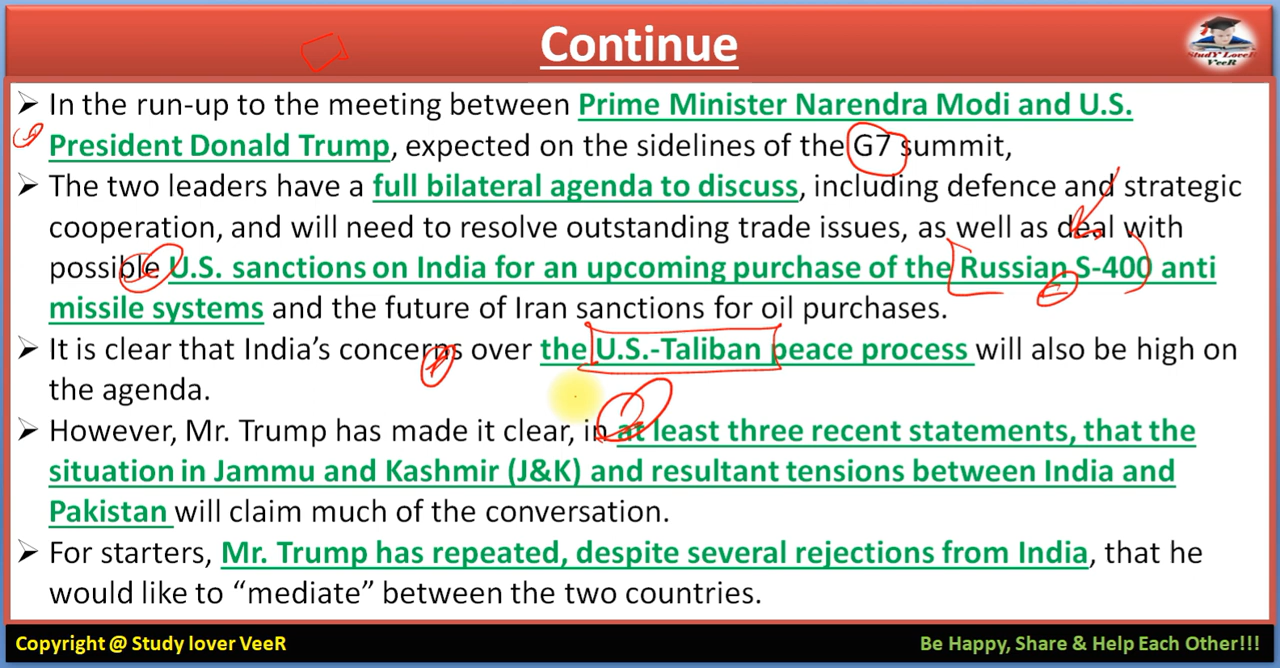 Continue
StudY LoveR
VeeR
➢ In the run-up to the meeting between Prime Minister Narendra Modi and U.S.
President Donald Trump, expected on the sidelines of the G7 summit,
➢ The two leaders have a full bilateral agenda to discuss, including defence and strategic
cooperation, and will need to resolve outstanding trade issues, as well as deal with
possible U.S. sanctions on India for an upcoming purchase of the Russian S-400 anti
missile systems and the future of Iran sanctions for oil purchases.
➢ It is clear that India’s concerns over the U.S.-Taliban peace process will also be high on
the agenda.
➢ However, Mr. Trump has made it clear, in at least three recent statements, that the
situation in Jammu and Kashmir (J&K) and resultant tensions between India and
Pakistan will claim much of the conversation.
➢ For starters, Mr. Trump has repeated, despite several rejections from India, that he
would like to “mediate” between the two countries.
Copyright @ Study lover VeeR
Be Happy, Share & Help Each Other!!!